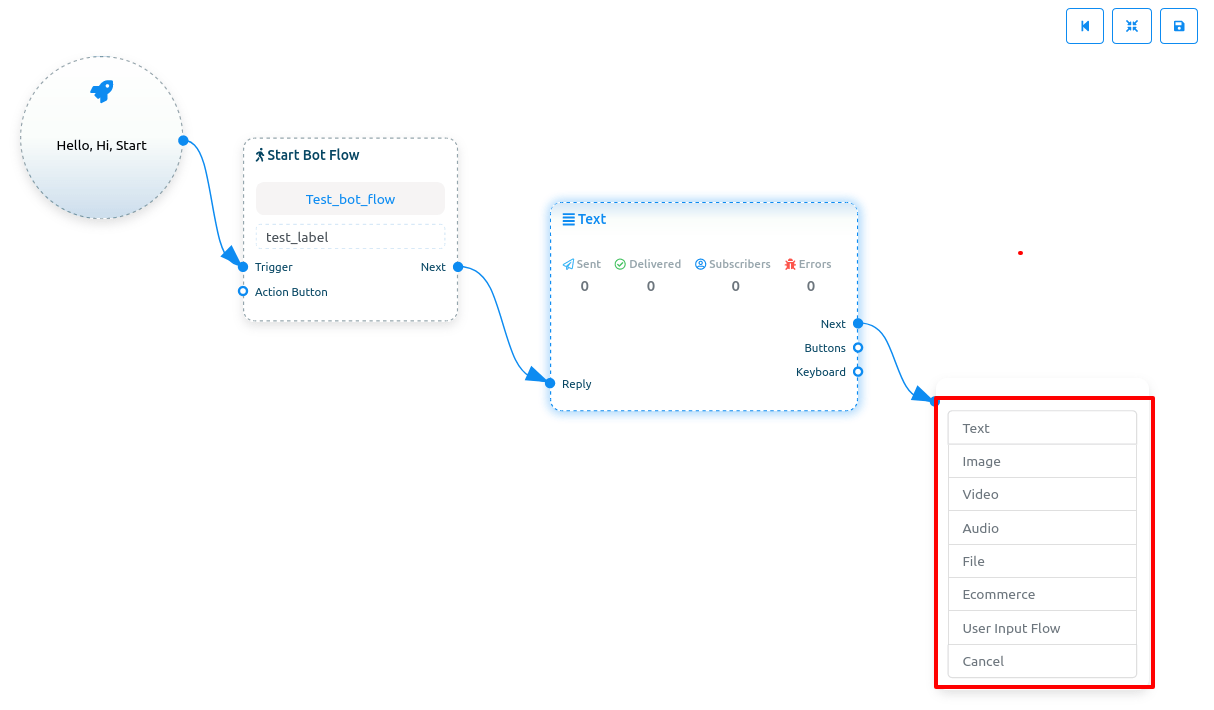 Hello, Hi, Start
Start Bot Flow
Test_bot_flow
test_label
Trigger
Next
Action Button
Text
Sent Delivered Subscribers Errors
0 0 0 0
Next
Buttons
Keyboard
Reply
Text
Image
Video
Audio
File
Ecommerce
User Input Flow
Cancel